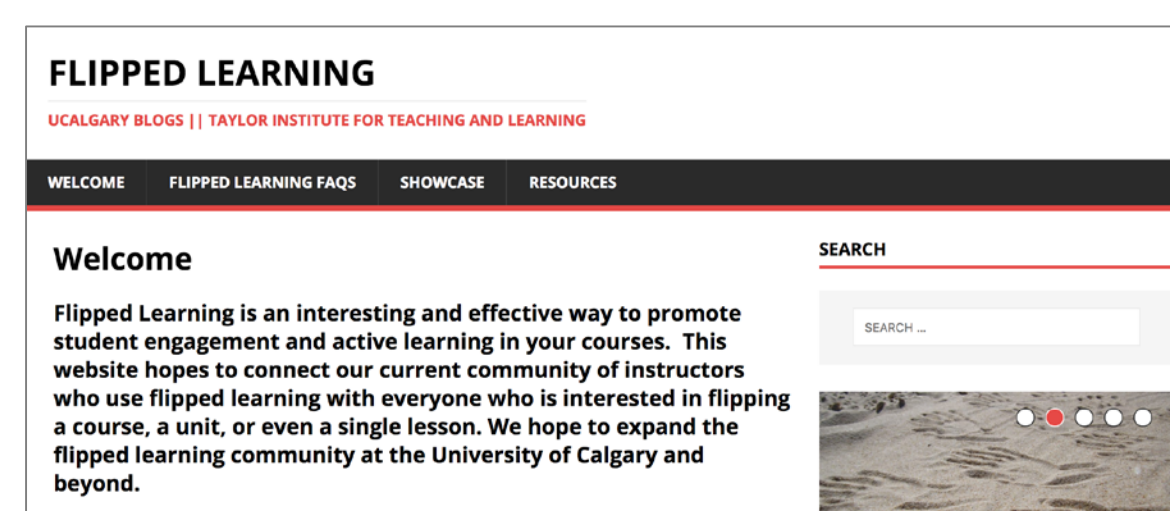 FLIPPED LEARNING
UCALGARY BLOGS || TAYLOR INSTITUTE FOR TEACHING AND LEARNING
WELCOME FLIPPED LEARNING FAQS SHOWCASE RESOURCES
Welcome
Flipped Learning is an interesting and effective way to promote
student engagement and active learning in your courses.  This
website hopes to connect our current community of instructors
who use flipped learning with everyone who is interested in flipping
a course, a unit, or even a single lesson. We hope to expand the
flipped learning community at the University of Calgary and
beyond.
SEARCH
SEARCH ...